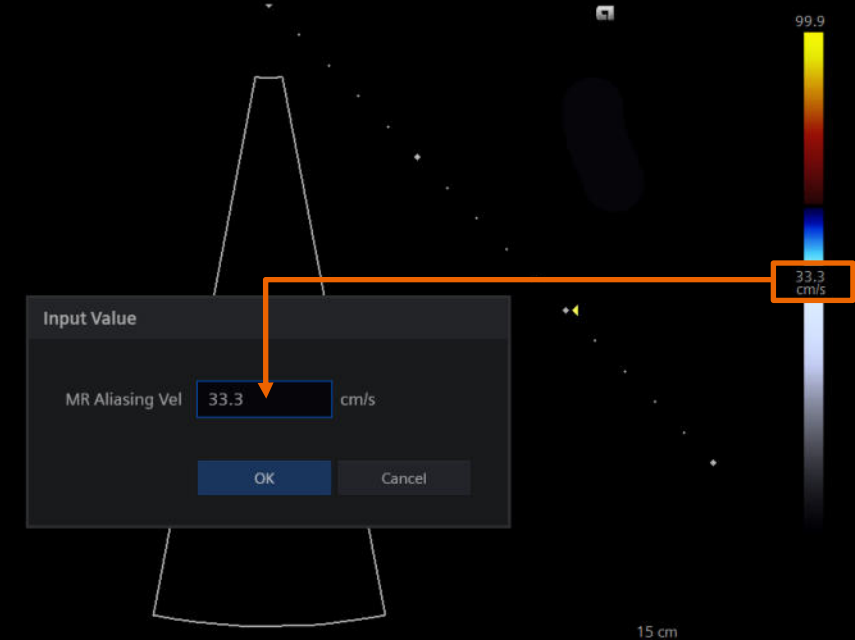 99.9
33.3
cm/s
Input Value
MR Aliasing Vel 33.3 cm/s
OK Cancel
15 cm